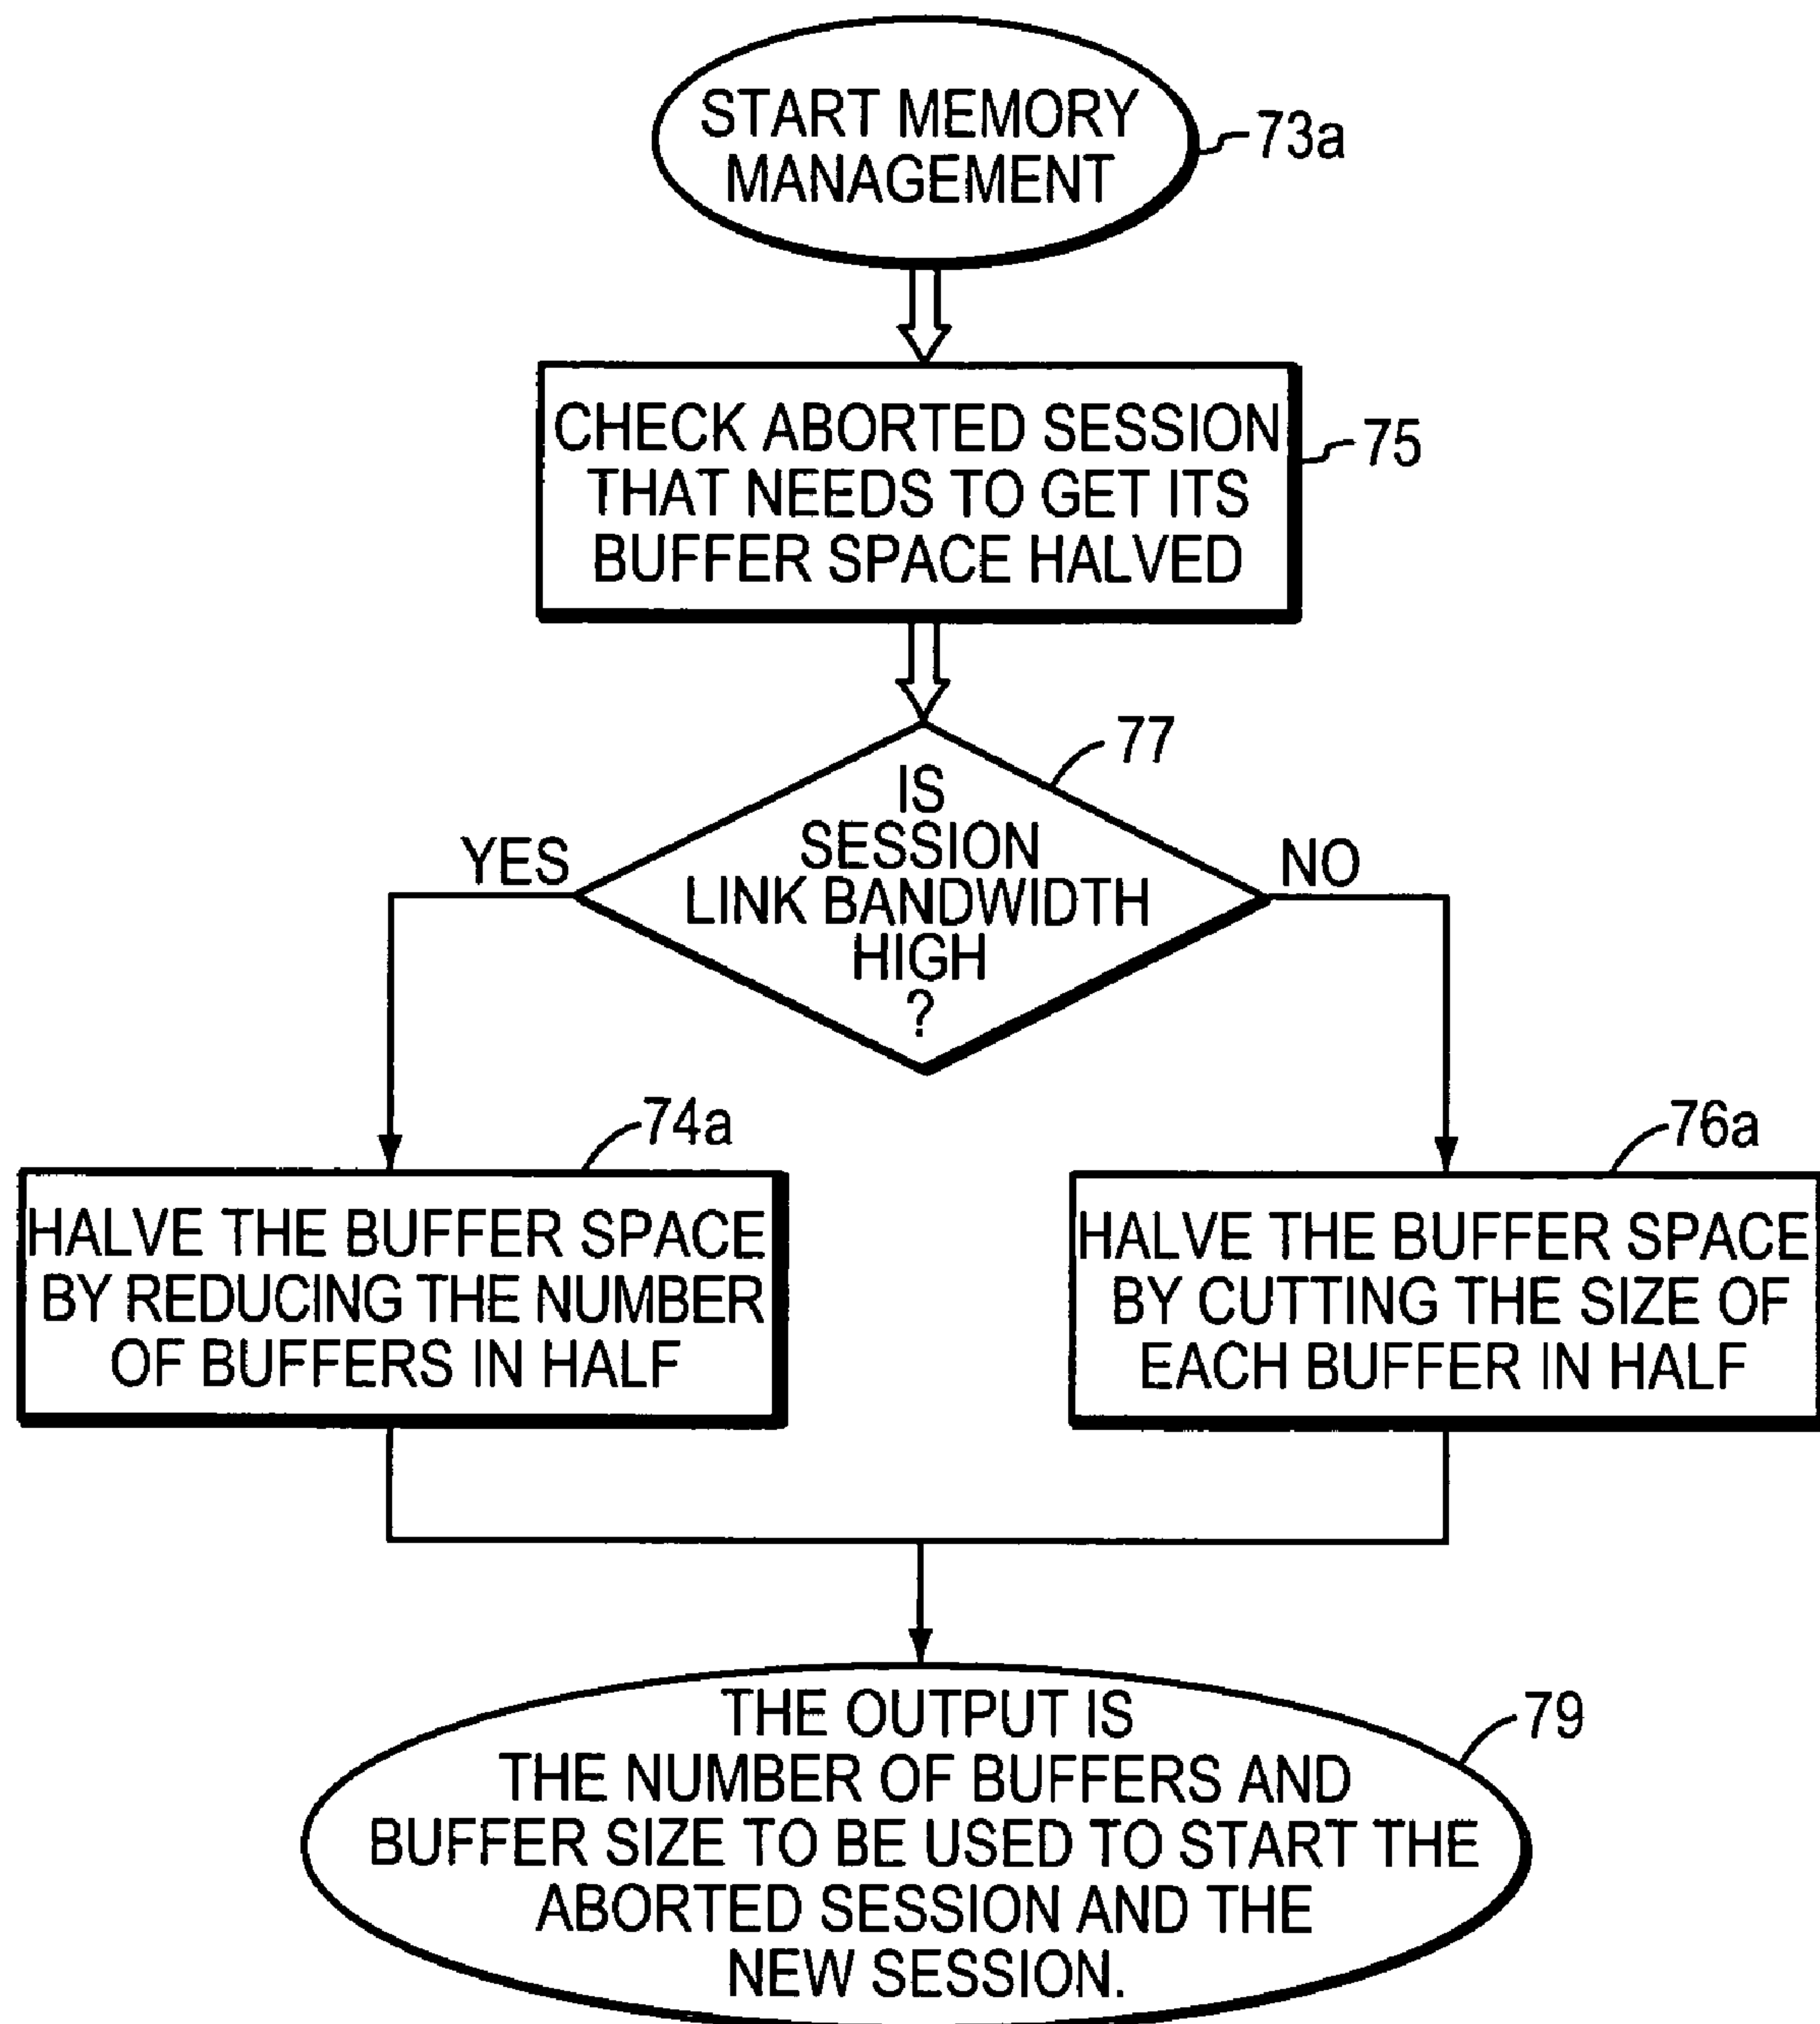 START MEMORY
MANAGEMENT
73a
CHECK ABORTED SESSION
THAT NEEDS TO GET ITS
BUFFER SPACE HALVED
75
77
IS
SESSION
LINK BANDWIDTH
HIGH
?
YES
NO
74a
HALVE THE BUFFER SPACE
BY REDUCING THE NUMBER
OF BUFFERS IN HALF
76a
HALVE THE BUFFER SPACE
BY CUTTING THE SIZE OF
EACH BUFFER IN HALF
79
THE OUTPUT IS
THE NUMBER OF BUFFERS AND
BUFFER SIZE TO BE USED TO START THE
ABORTED SESSION AND THE
NEW SESSION.